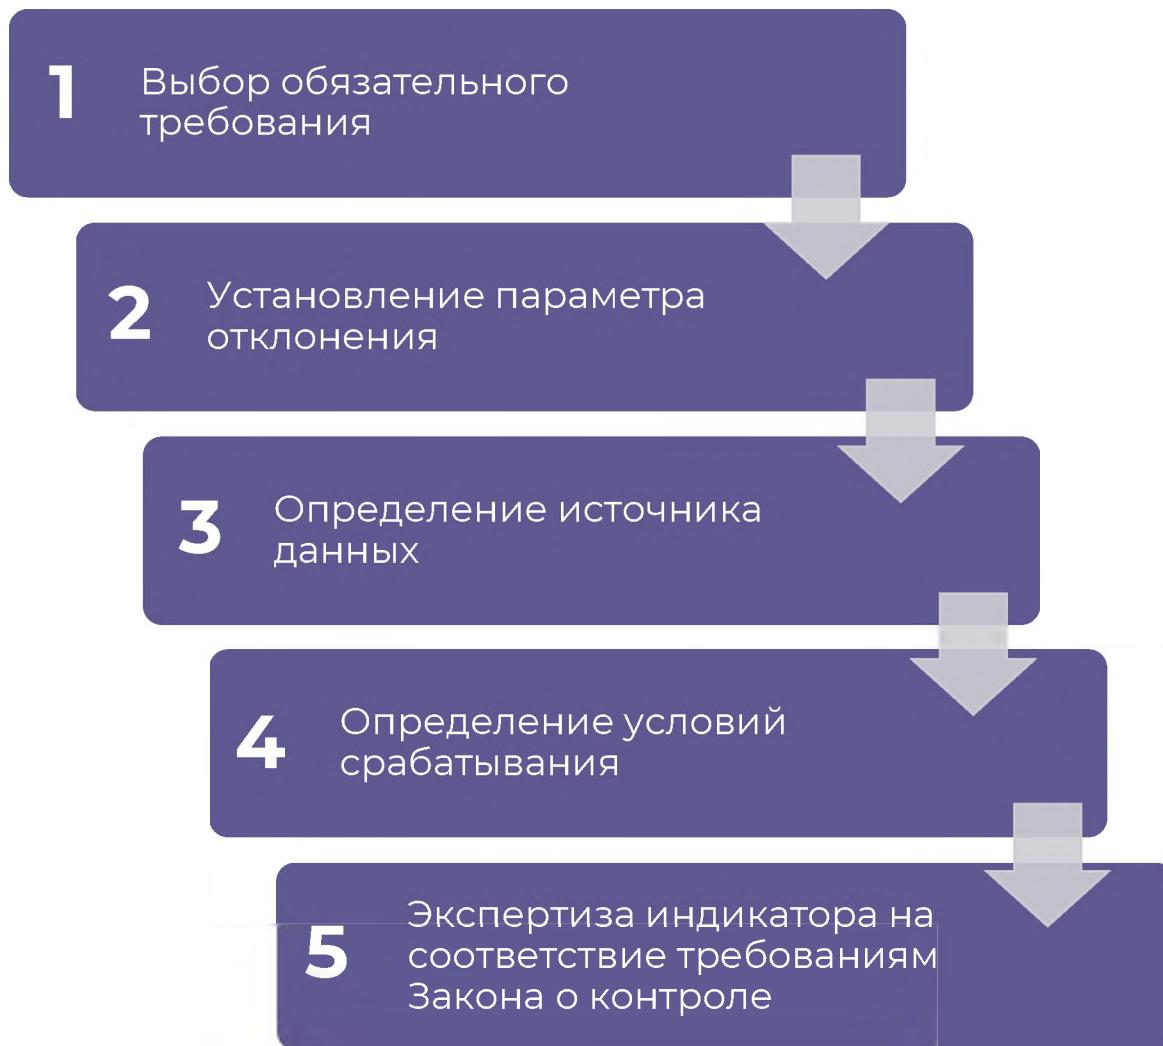 1
Выбор обязательного
требования
2
Установление параметра
отклонения
3
Определение источника
данных
4
Определение условий
срабатывания
5
Экспертиза индикатора на
соответствие требованиям
Закона о контроле